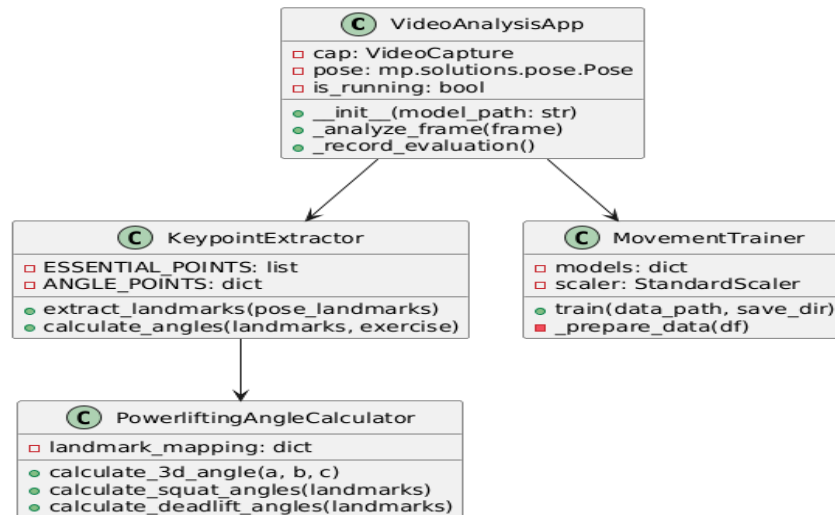 C VideoAnalysisApp
cap: VideoCapture
pose: mp.solutions.pose.Pose
is_running: bool
__init__(model_path: str)
_analyze_frame(frame)
_record_evaluation()
C KeypointExtractor
ESSENTIAL_POINTS: list
ANGLE_POINTS: dict
extract_landmarks(pose_landmarks)
calculate_angles(landmarks, exercise)
C MovementTrainer
models: dict
scaler: StandardScaler
train(data_path, save_dir)
_prepare_data(df)
C PowerliftingAngleCalculator
landmark_mapping: dict
calculate_3d_angle(a, b, c)
calculate_squat_angles(landmarks)
calculate_deadlift_angles(landmarks)